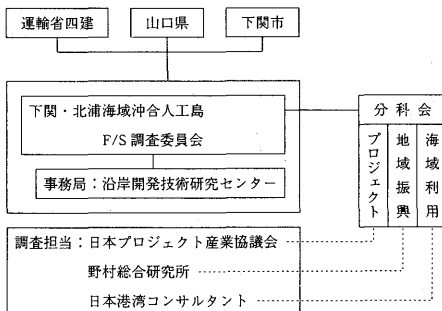 運輸省四建
山口県
下関市
下関・北浦海域沖合人工島
F/S調査委員会
事務局：沿岸開発技術研究センター
分科会
プロジェクト
地域振興
海域利用
調査担当：日本プロジェクト産業協議会
野村総合研究所
日本港湾コンサルタント